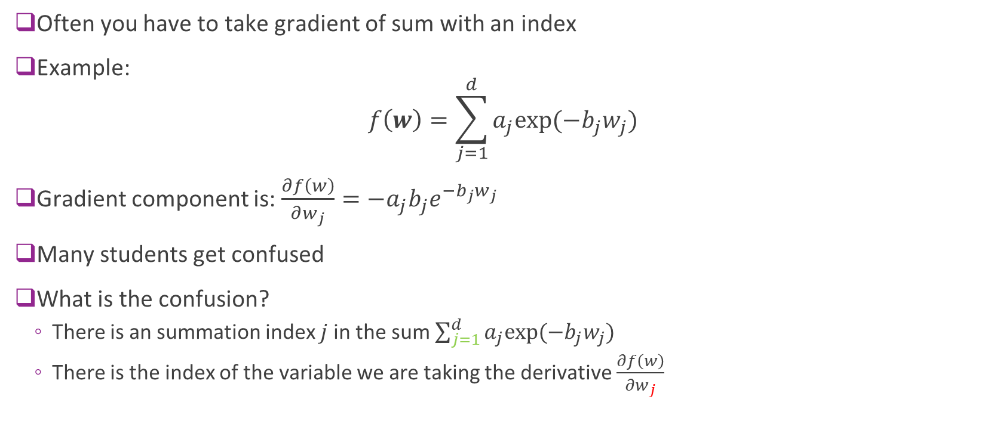 ❑Often you have to take gradient of sum with an index
❑Example:
$f(\boldsymbol{w}) = \sum_{j=1}^{d} a_j \exp(-b_j w_j)$
❑Gradient component is: $\frac{\partial f(w)}{\partial w_j} = -a_j b_j e^{-b_j w_j}$
❑Many students get confused
❑What is the confusion?
◦ There is an summation index $j$ in the sum $\sum_{j=1}^{d} a_j \exp(-b_j w_j)$
◦ There is the index of the variable we are taking the derivative $\frac{\partial f(w)}{\partial w_j}$